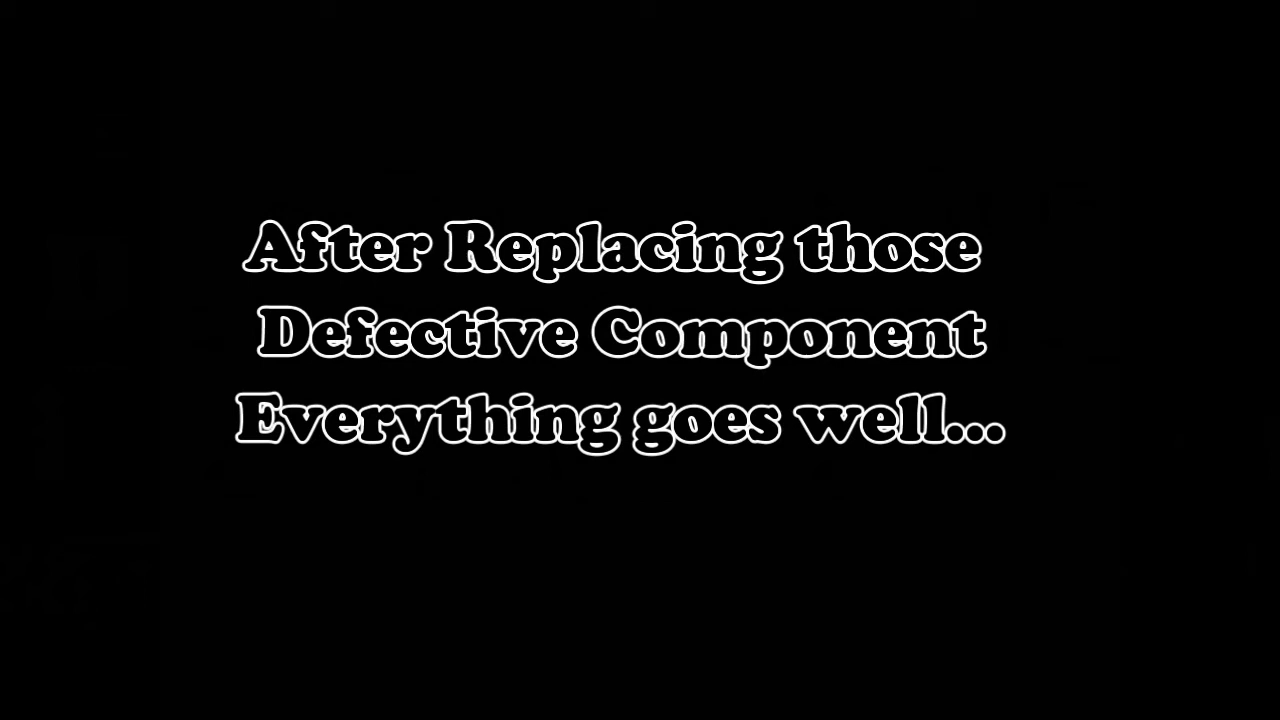 After Replacing those
Defective Component
Everything goes well...